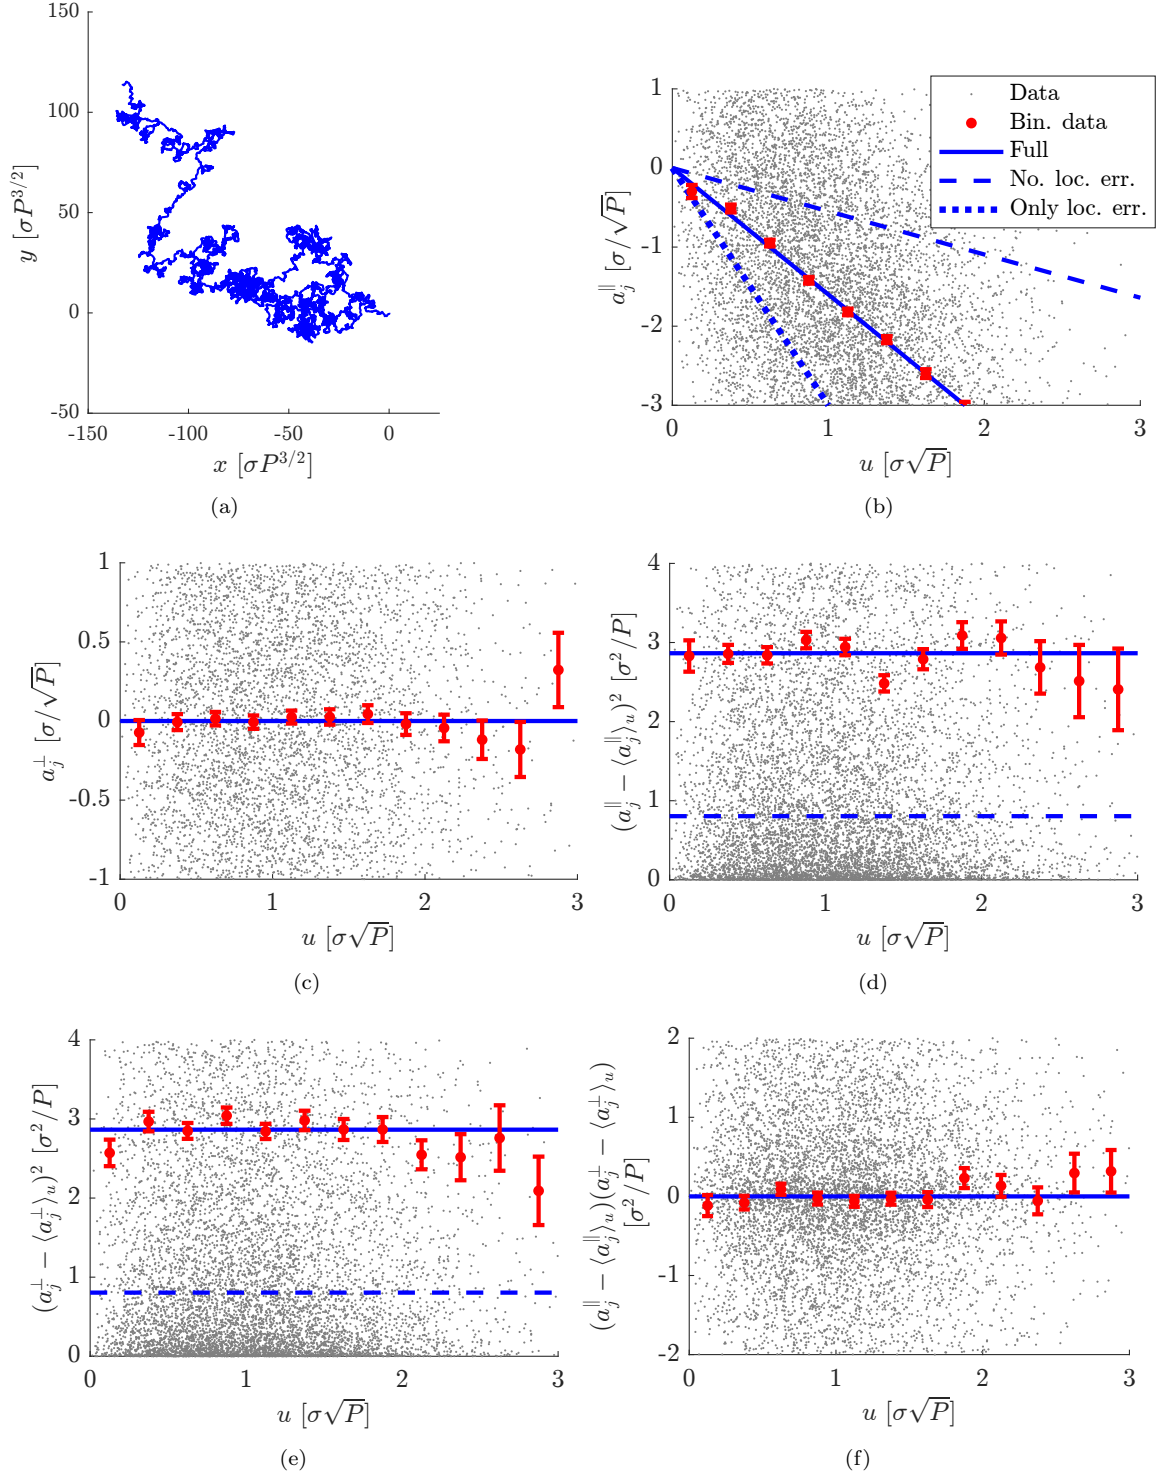 150
100
50
0
-50
-150
-100
-50
0
y [σP^{3/2}]
x [σP^{3/2}]
(a)
1
0
-1
-2
-3
0
1
2
3
a_j^∥ [σ/√P]
u [σ√P]
Data
Bin. data
Full
No. loc. err.
Only loc. err.
(b)
1
0.5
0
-0.5
-1
0
1
2
3
a_j^⊥ [σ/√P]
u [σ√P]
(c)
4
3
2
1
0
0
1
2
3
(a_j^∥ − ⟨a_j^∥⟩_u)^2 [σ^2/P]
u [σ√P]
(d)
4
3
2
1
0
0
1
2
3
(a_j^⊥ − ⟨a_j^⊥⟩_u)^2 [σ^2/P]
u [σ√P]
(e)
2
1
0
-1
-2
0
1
2
3
(a_j^∥ − ⟨a_j^∥⟩_u)(a_j^⊥ − ⟨a_j^⊥⟩_u)
[σ^2/P]
u [σ√P]
(f)